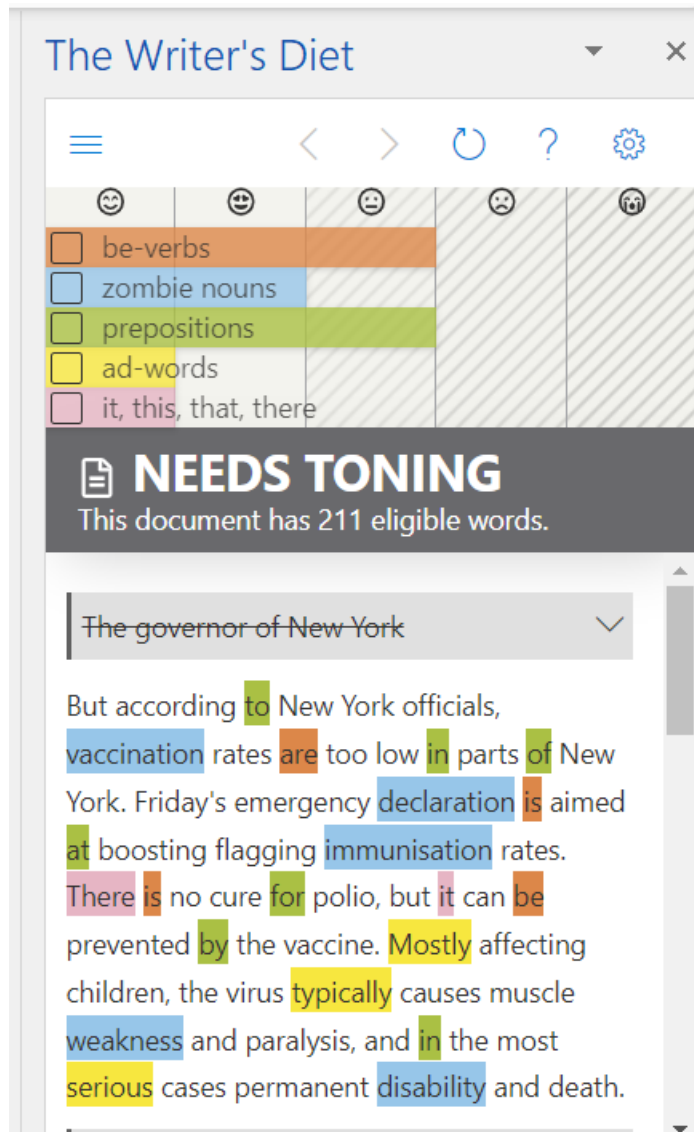 The Writer's Diet
be-verbs
zombie nouns
prepositions
ad-words
it, this, that, there
NEEDS TONING
This document has 211 eligible words.
The governor of New York
But according to New York officials,
vaccination rates are too low in parts of New
York. Friday's emergency declaration is aimed
at boosting flagging immunisation rates.
There is no cure for polio, but it can be
prevented by the vaccine. Mostly affecting
children, the virus typically causes muscle
weakness and paralysis, and in the most
serious cases permanent disability and death.